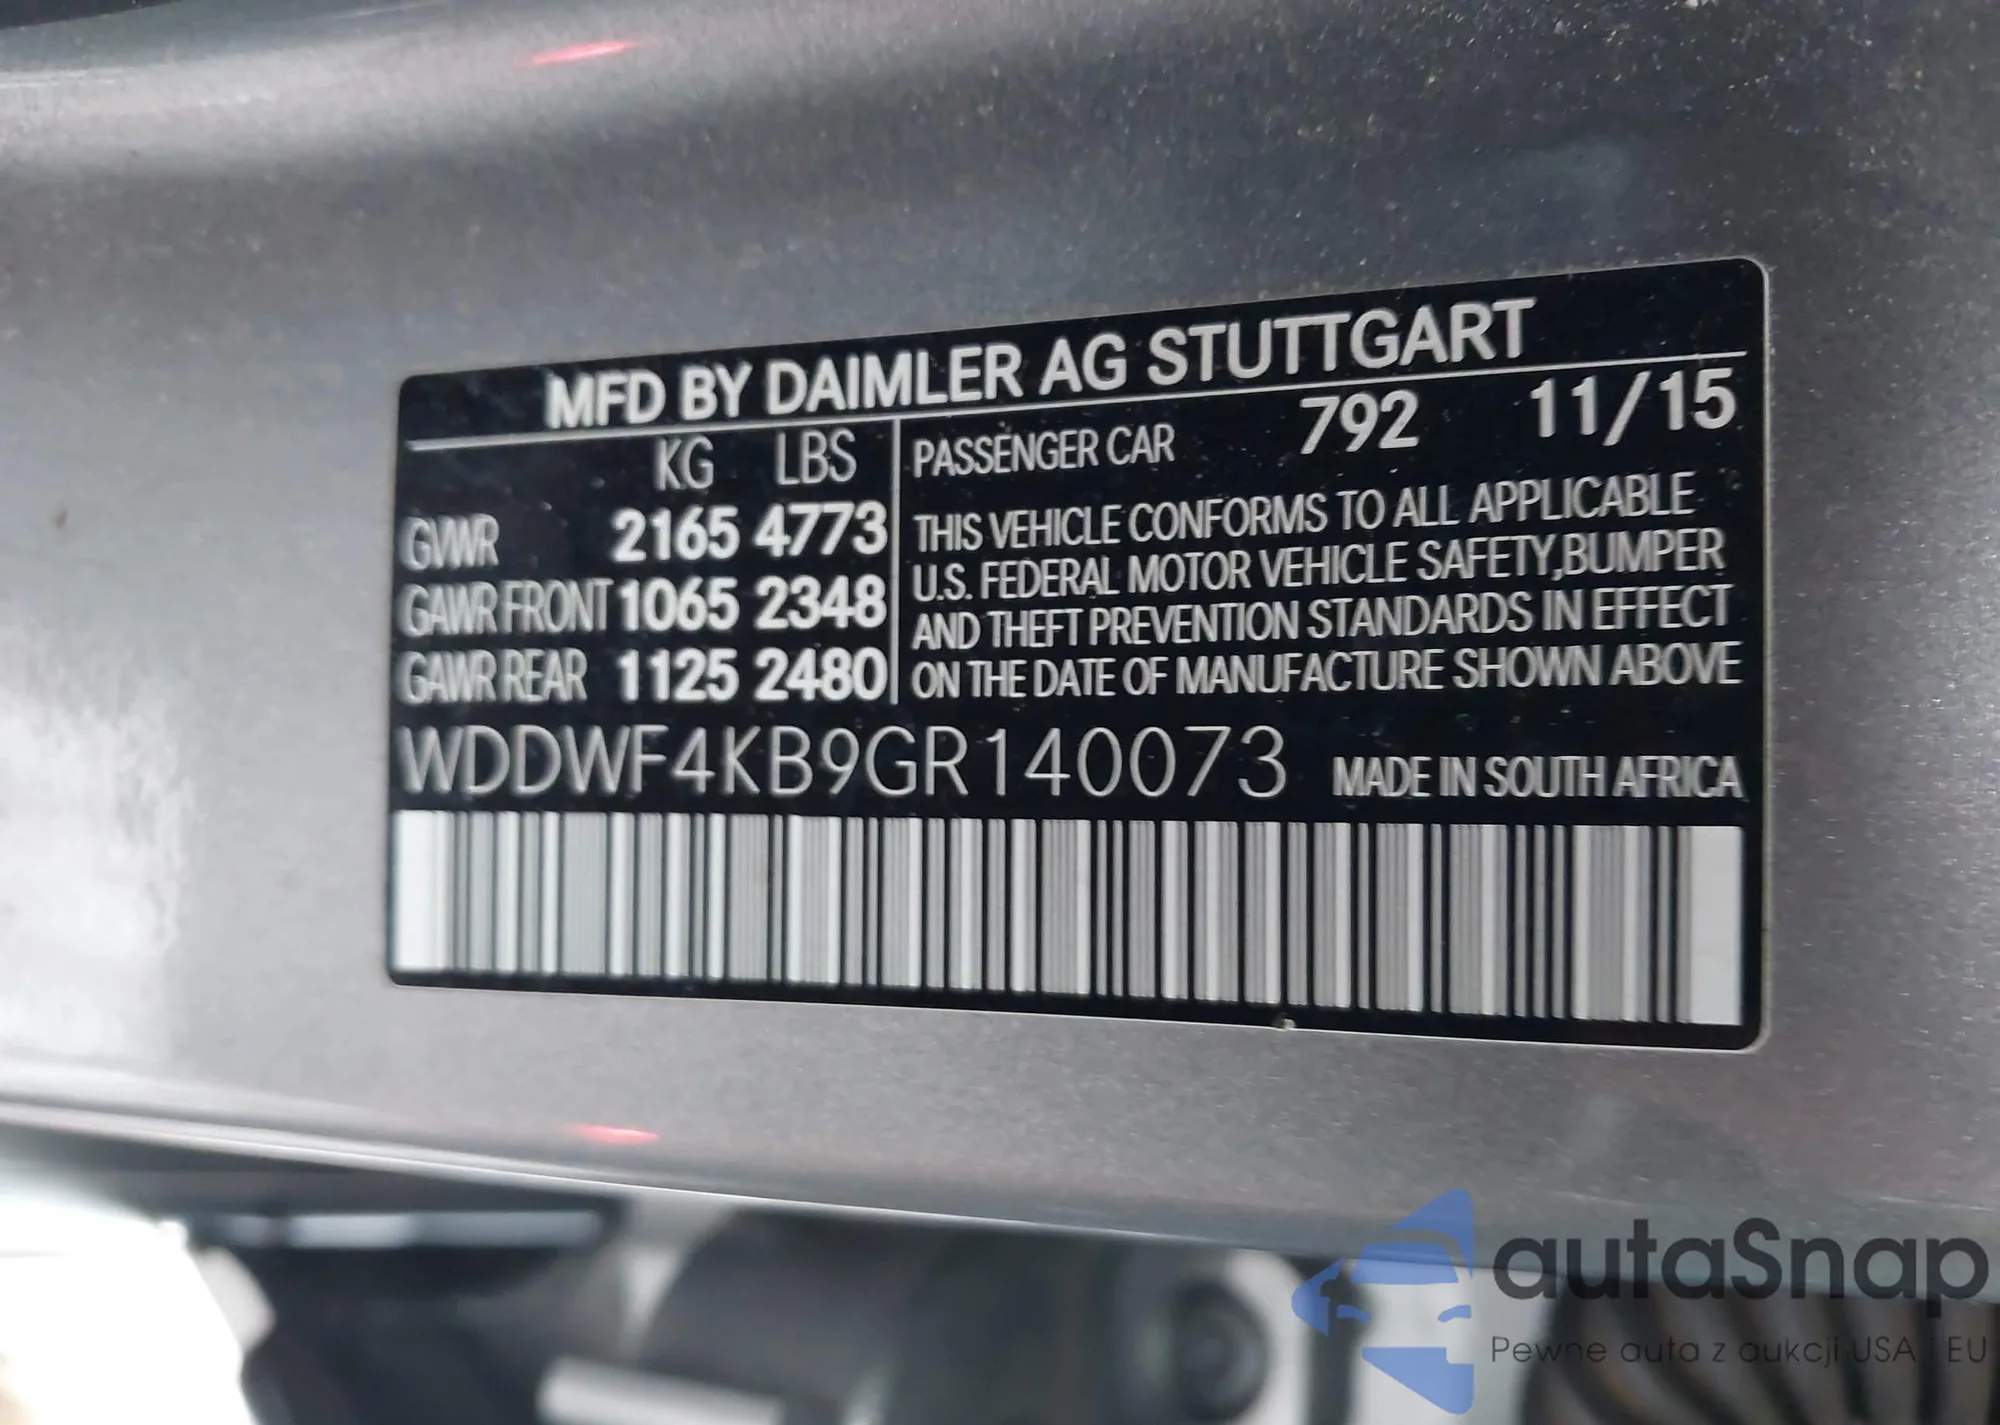 MFD BY DAIMLER AG STUTTGART
KG LBS
GVWR 2165 4773
GAWR FRONT 1065 2348
GAWR REAR 1125 2480
PASSENGER CAR 792 11/15
THIS VEHICLE CONFORMS TO ALL APPLICABLE
U.S. FEDERAL MOTOR VEHICLE SAFETY,BUMPER
AND THEFT PREVENTION STANDARDS IN EFFECT
ON THE DATE OF MANUFACTURE SHOWN ABOVE
WDDWF4KB9GR140073 MADE IN SOUTH AFRICA
autaSnap
Pewne auta z aukcji USA i EU